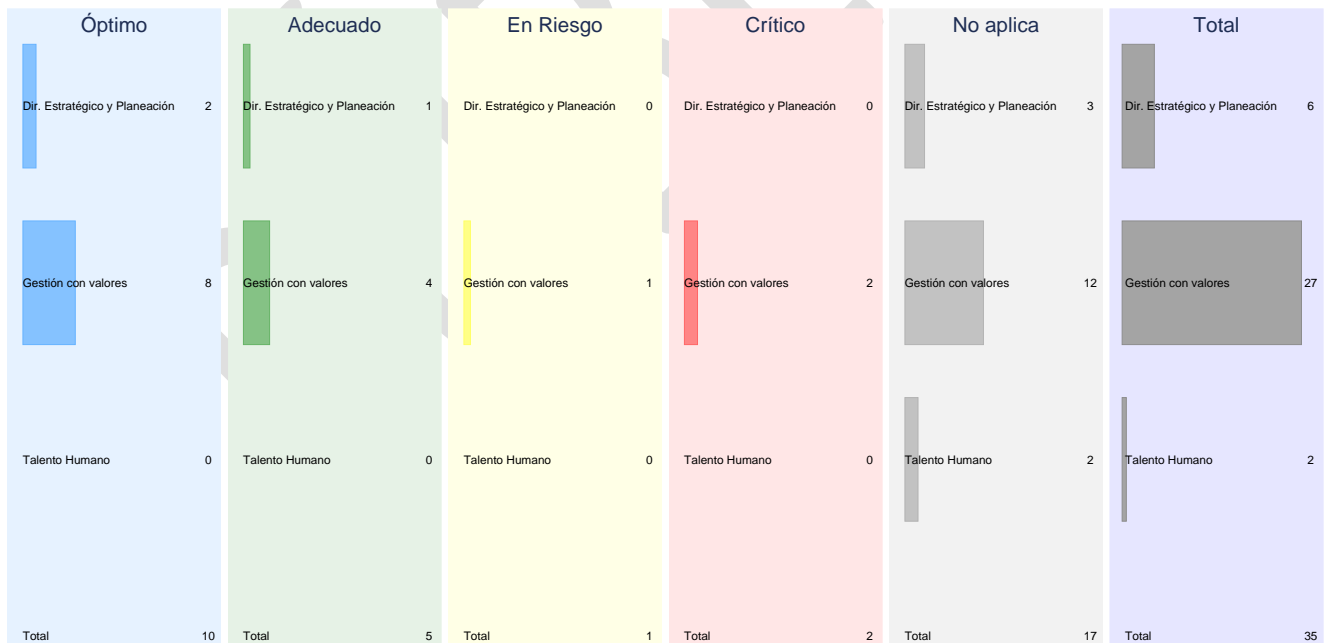 Óptimo Adecuado En Riesgo Crítico No aplica Total
Dir. Estratégico y Planeación 2 Dir. Estratégico y Planeación 1 Dir. Estratégico y Planeación 0 Dir. Estratégico y Planeación 0 Dir. Estratégico y Planeación 3 Dir. Estratégico y Planeación 6
Gestión con valores 8 Gestión con valores 4 Gestión con valores 1 Gestión con valores 2 Gestión con valores 12 Gestión con valores 27
Talento Humano 0 Talento Humano 0 Talento Humano 0 Talento Humano 0 Talento Humano 2 Talento Humano 2
Total 10 Total 5 Total 1 Total 2 Total 17 Total 35